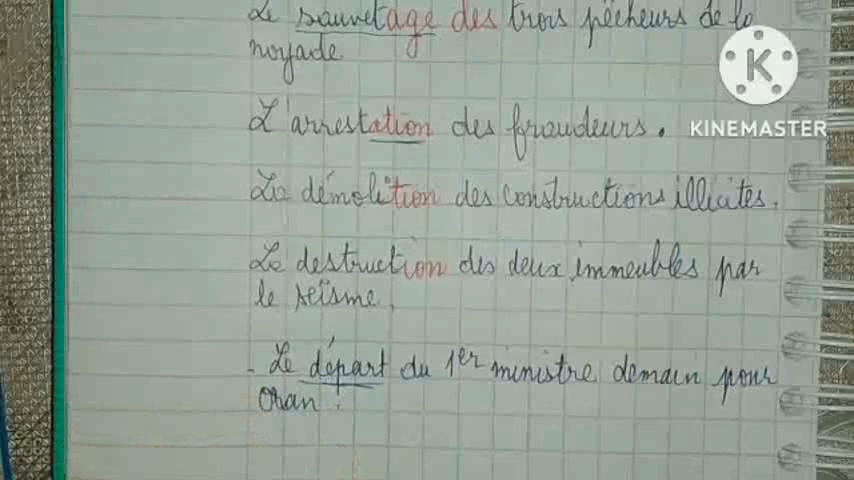 Le sauvetage des trois pêcheurs de la
noyade
KINEMASTER
L'arrestation des fraudeurs.
La démolition des constructions illicites.
La destruction des deux immeubles par
le seïsme.
- Le départ du 1er ministre demain pour
Oran.